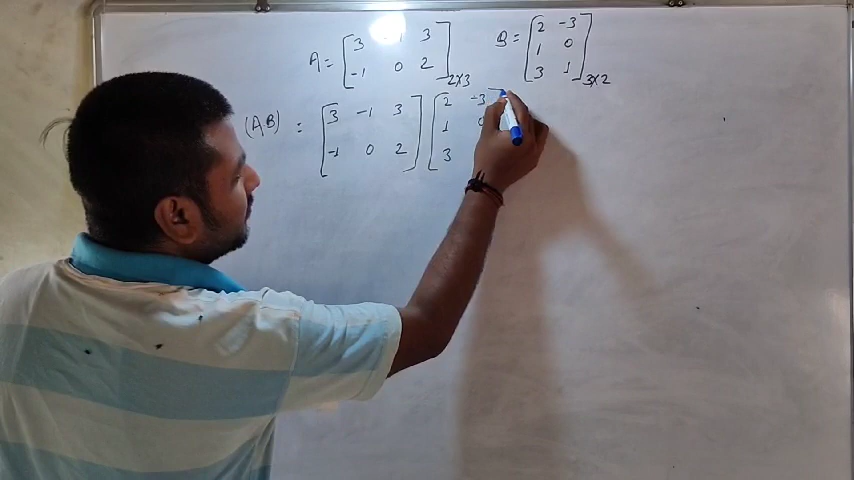 A = [3 1 3 -1 0 2]2x3 B = [2 -3 1 0 3 1]3x2
(AB) = [3 -1 3 -1 0 2] [2 -3 1 0 3